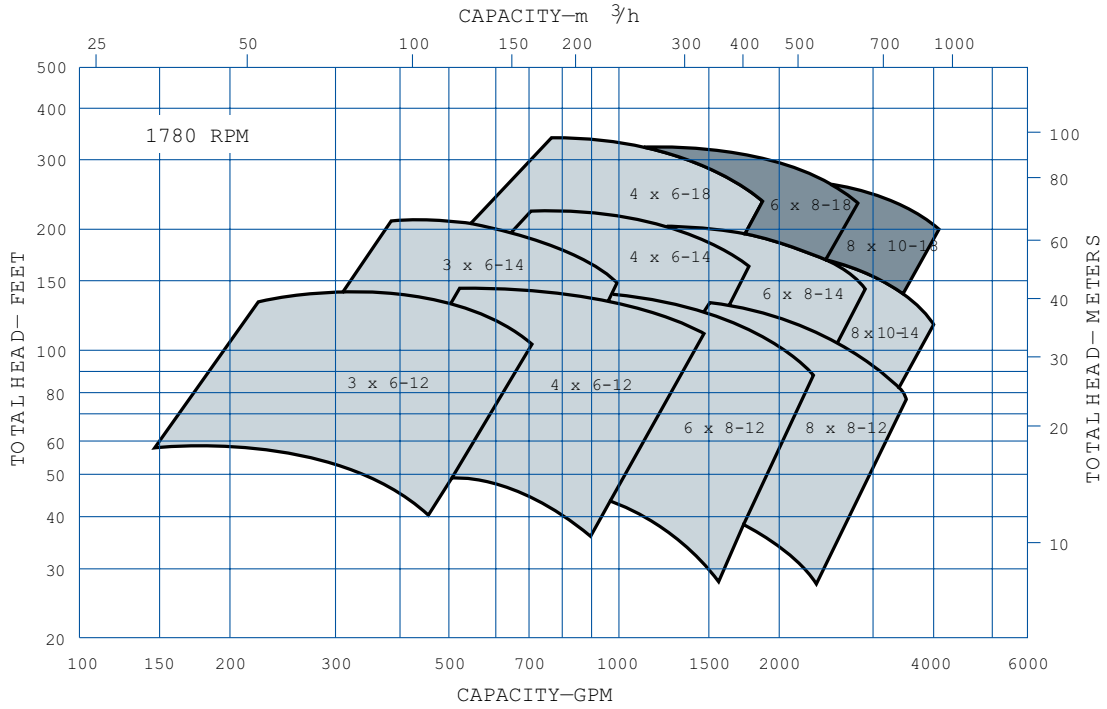 CAPACITY—m 3/h
25 50 100 150 200 300 400 500 700 1000
500
400
1780 RPM
100
300
80
4 x 6-18
6 x 8-18
200
8 x 10-18
60
3 x 6-14
4 x 6-14
150
6 x 8-14
40
8x10-14
100
30
3 x 6-12
4 x 6-12
80
6 x 8-12
8 x 8-12
20
60
50
40
10
30
20
TOTAL HEAD— FEET
TOTAL HEAD—METERS
100 150 200 300 500 700 1000 1500 2000 4000 6000
CAPACITY—GPM